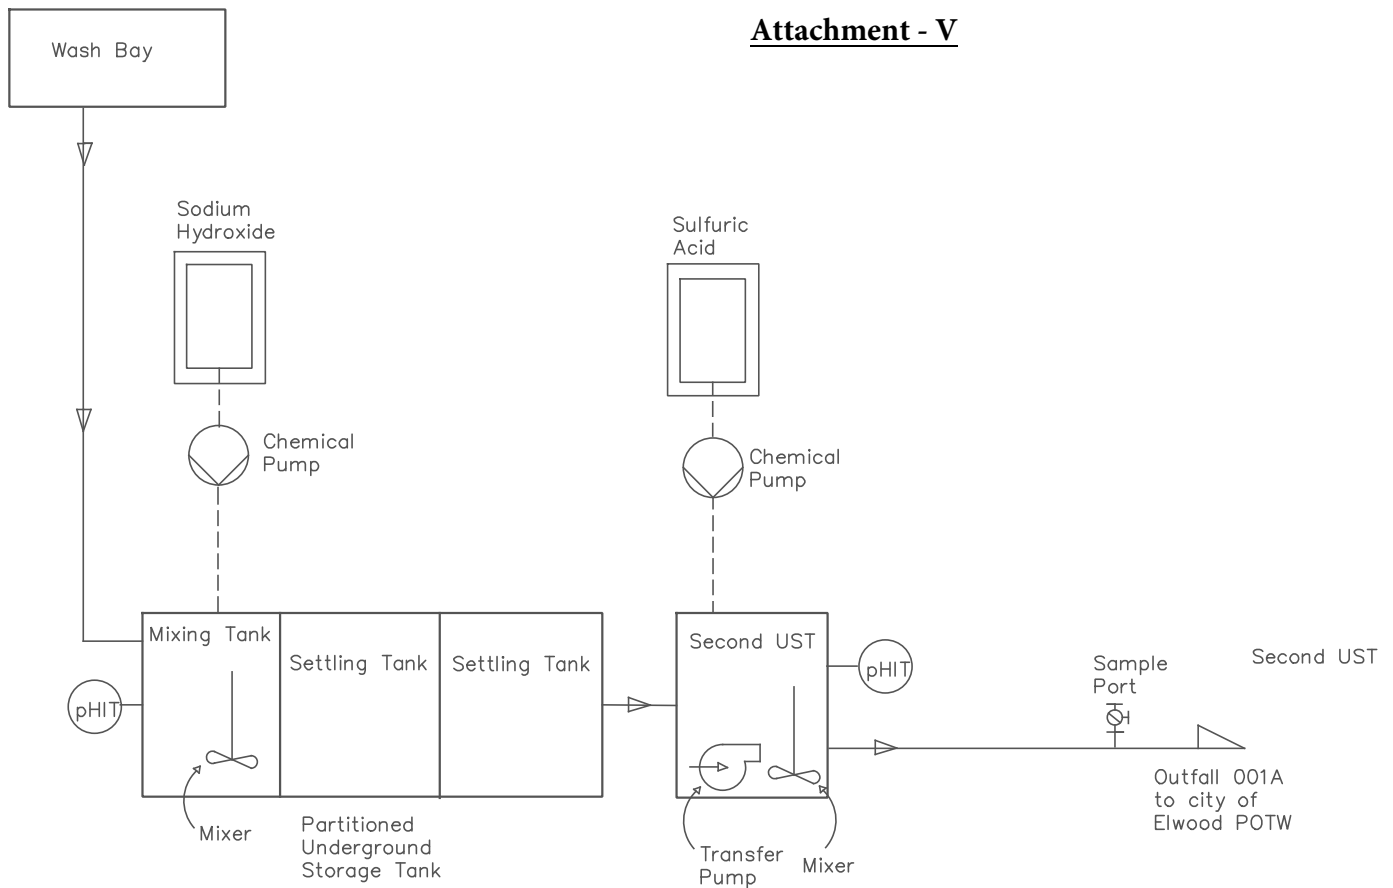 Attachment - V
Wash Bay
Sodium
Hydroxide
Sulfuric
Acid
Chemical
Pump
Chemical
Pump
Mixing Tank
Settling Tank
Settling Tank
Second UST
pHIT
pHIT
Sample
Port
Second UST
Outfall 001A
to city of
Elwood POTW
Mixer
Partitioned
Underground
Storage Tank
Transfer
Pump
Mixer